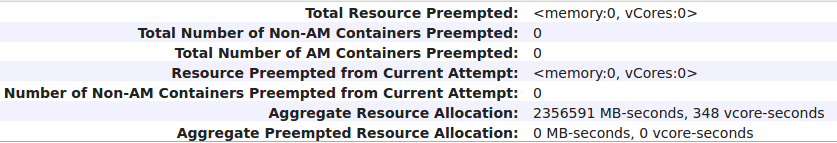 Total Resource Preempted: <memory:0, vCores:0>
Total Number of Non-AM Containers Preempted: 0
Total Number of AM Containers Preempted: 0
Resource Preempted from Current Attempt: <memory:0, vCores:0>
Number of Non-AM Containers Preempted from Current Attempt: 0
Aggregate Resource Allocation: 2356591 MB-seconds, 348 vcore-seconds
Aggregate Preempted Resource Allocation: 0 MB-seconds, 0 vcore-seconds